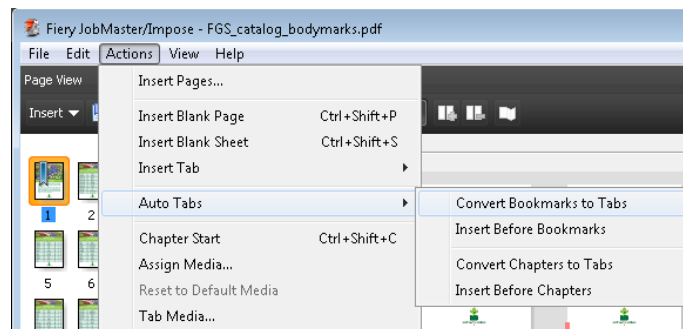 Fiery JobMaster/Impose - FGS_catalog_bodymarks.pdf
File Edit Actions View Help
Page View
Insert
Insert Pages...
Insert Blank Page Ctrl+Shift+P
Insert Blank Sheet Ctrl+Shift+S
Insert Tab
Auto Tabs
Convert Bookmarks to Tabs
Insert Before Bookmarks
Convert Chapters to Tabs
Insert Before Chapters
Chapter Start Ctrl+Shift+C
Assign Media...
Reset to Default Media
Tab Media...
1 2
5 6